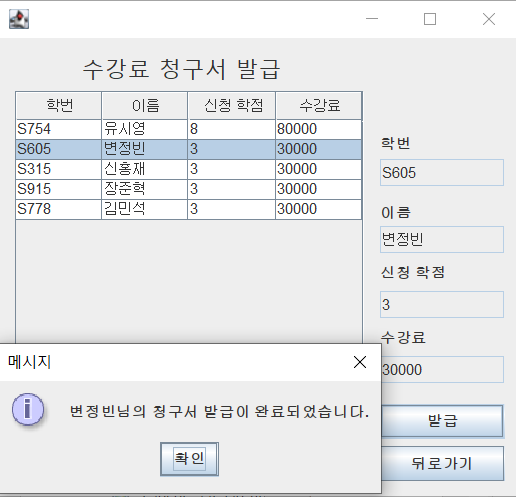 수강료 청구서 발급
학번 이름 신청 학점 수강료
S754 유시영 8 80000
S605 변정빈 3 30000
S315 신홍재 3 30000
S915 장준혁 3 30000
S778 김민석 3 30000
학번
S605
이름
변정빈
신청 학점
3
수강료
30000
발급
뒤로가기
메시지
변정빈님의 청구서 발급이 완료되었습니다.
확인